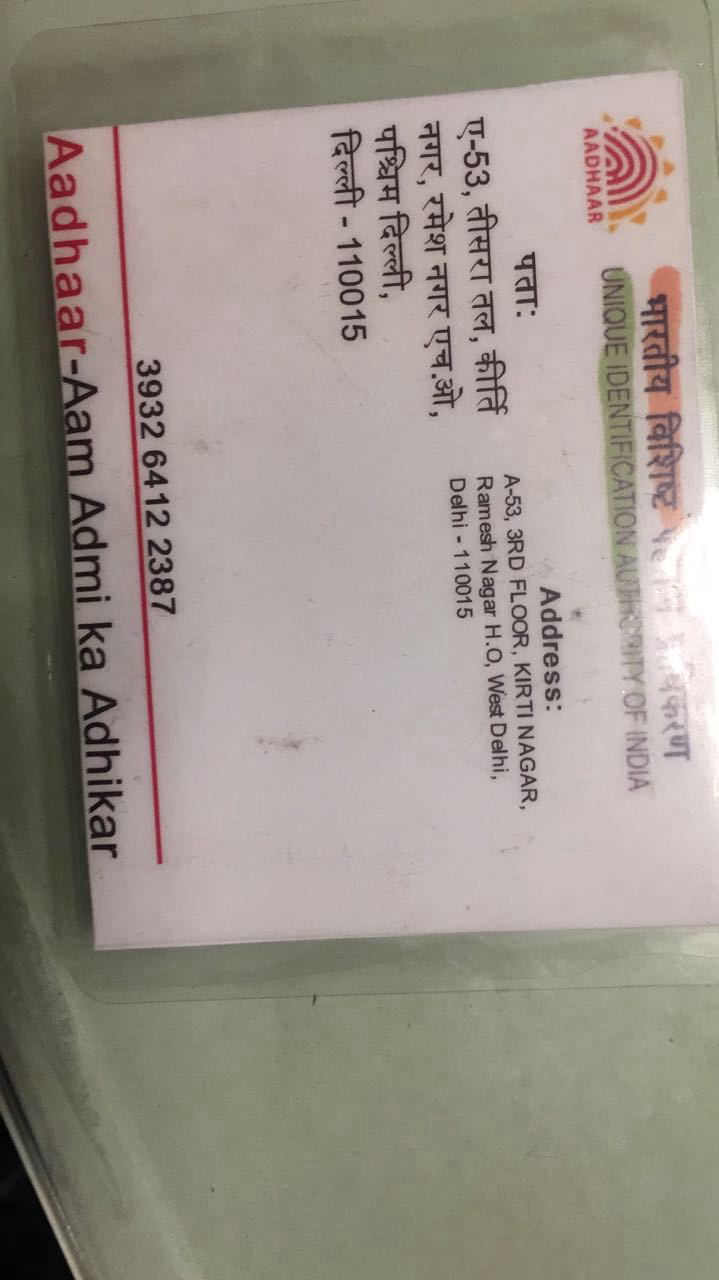 भारतीय विशिष्ट
UNIQUE IDENTIFICATION AUTHORITY OF INDIA
AADHAAR
पता:
ए-53, तीसरा तल, कीर्ति
नगर, रमेश नगर एच.ओ,
पश्चिम दिल्ली,
दिल्ली - 110015
Address:
A-53, 3RD FLOOR, KIRTI NAGAR,
Ramesh Nagar H.O, West Delhi,
Delhi - 110015
3932 6412 2387
Aadhaar-Aam Admi ka Adhikar